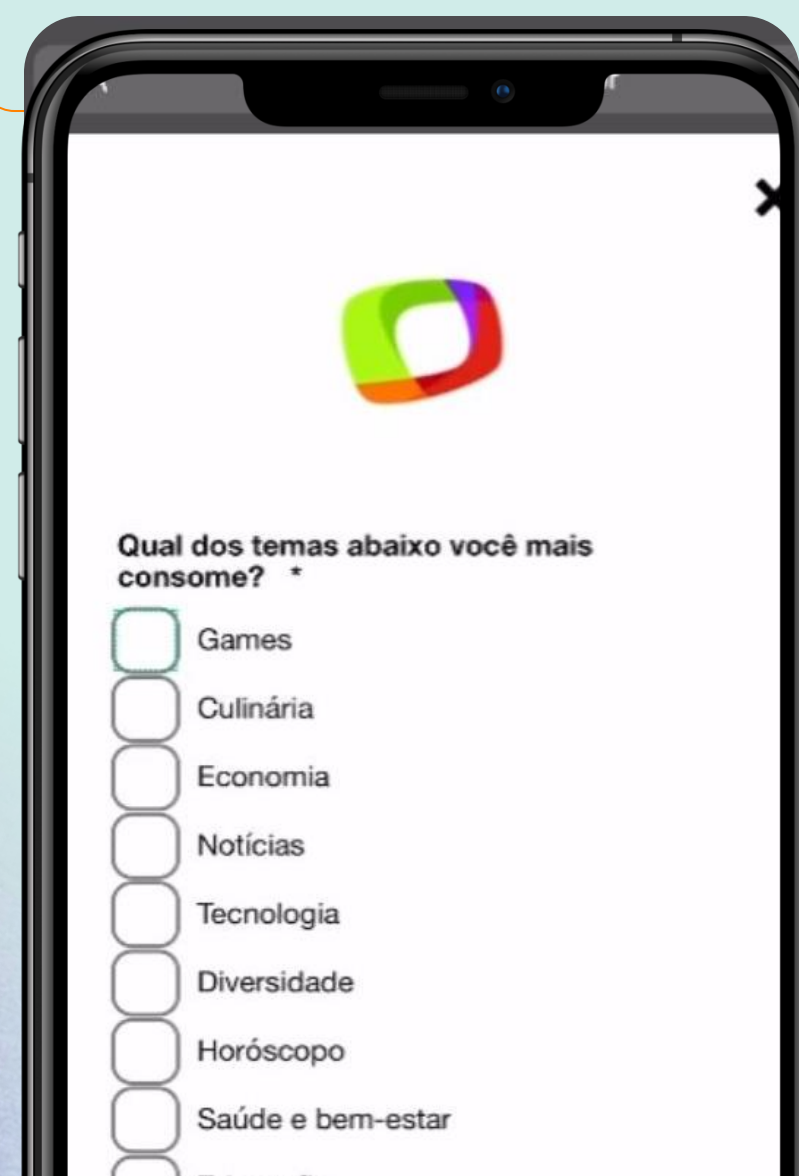 Qual dos temas abaixo você mais
consome? *
Games
Culinária
Economia
Notícias
Tecnologia
Diversidade
Horóscopo
Saúde e bem-estar